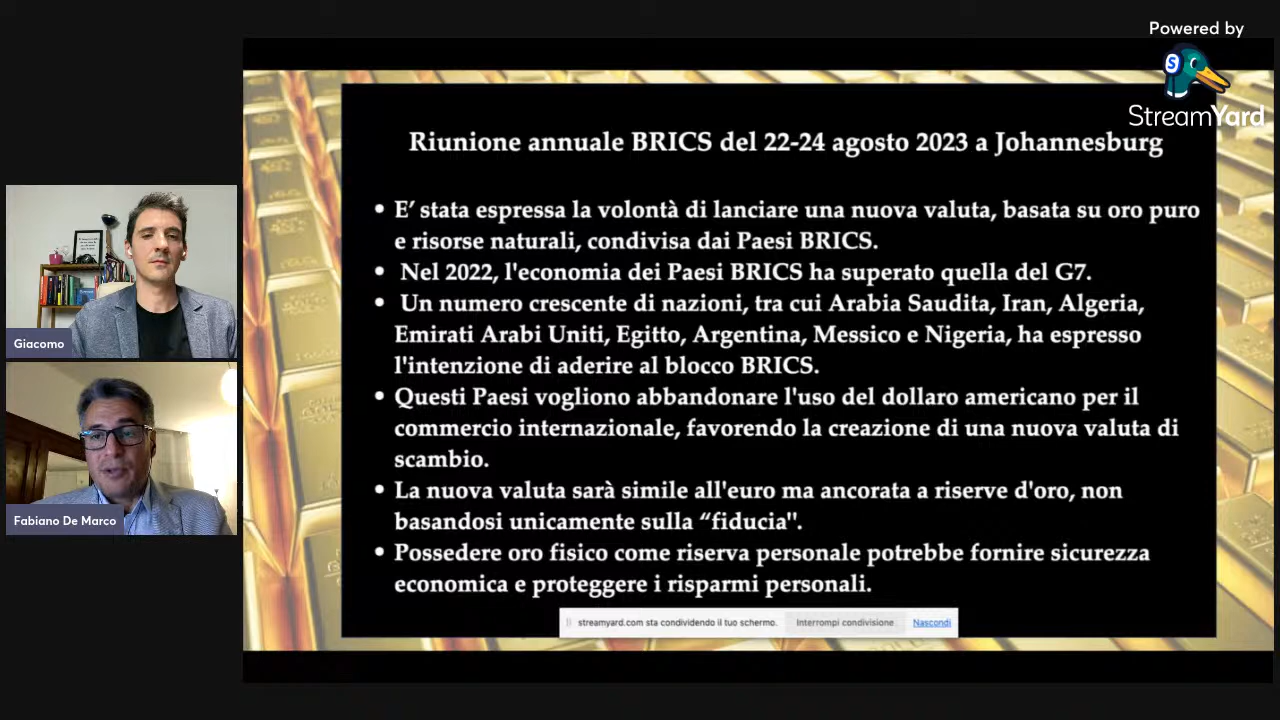 Powered by
S
StreamYard
Riunione annuale BRICS del 22-24 agosto 2023 a Johannesburg
• E' stata espressa la volontà di lanciare una nuova valuta, basata su oro puro
e risorse naturali, condivisa dai Paesi BRICS.
• Nel 2022, l'economia dei Paesi BRICS ha superato quella del G7.
• Un numero crescente di nazioni, tra cui Arabia Saudita, Iran, Algeria,
Emirati Arabi Uniti, Egitto, Argentina, Messico e Nigeria, ha espresso
l'intenzione di aderire al blocco BRICS.
• Questi Paesi vogliono abbandonare l'uso del dollaro americano per il
commercio internazionale, favorendo la creazione di una nuova valuta di
scambio.
• La nuova valuta sarà simile all'euro ma ancorata a riserve d'oro, non
basandosi unicamente sulla “fiducia".
• Possedere oro fisico come riserva personale potrebbe fornire sicurezza
economica e proteggere i risparmi personali.
streamyard.com sta condividendo il tuo schermo.
Interrompi condivisione
Nascondi
Giacomo
Fabiano De Marco